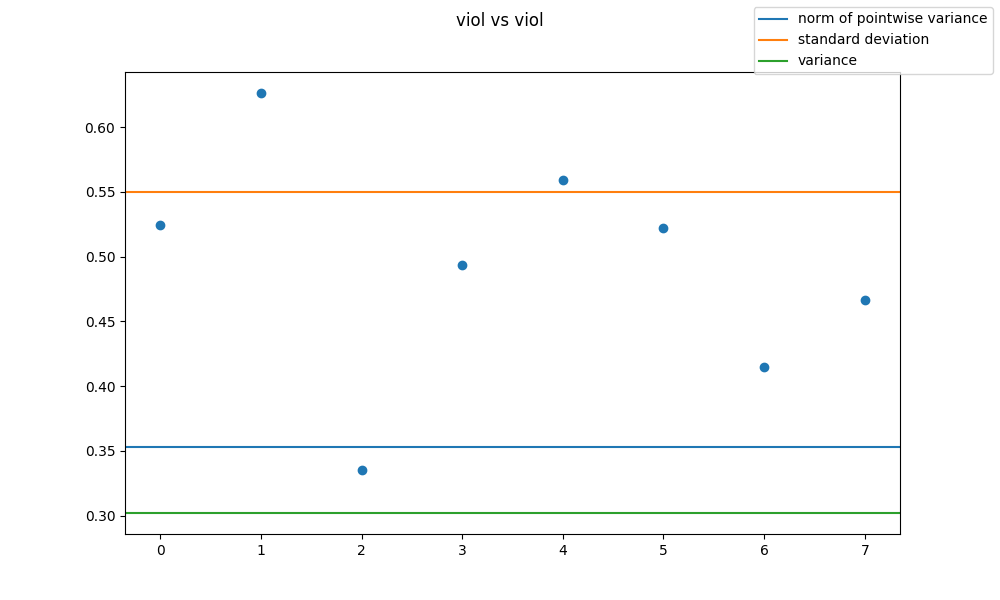 viol vs viol
norm of pointwise variance
standard deviation
variance
0.60
0.55
0.50
0.45
0.40
0.35
0.30
0 1 2 3 4 5 6 7